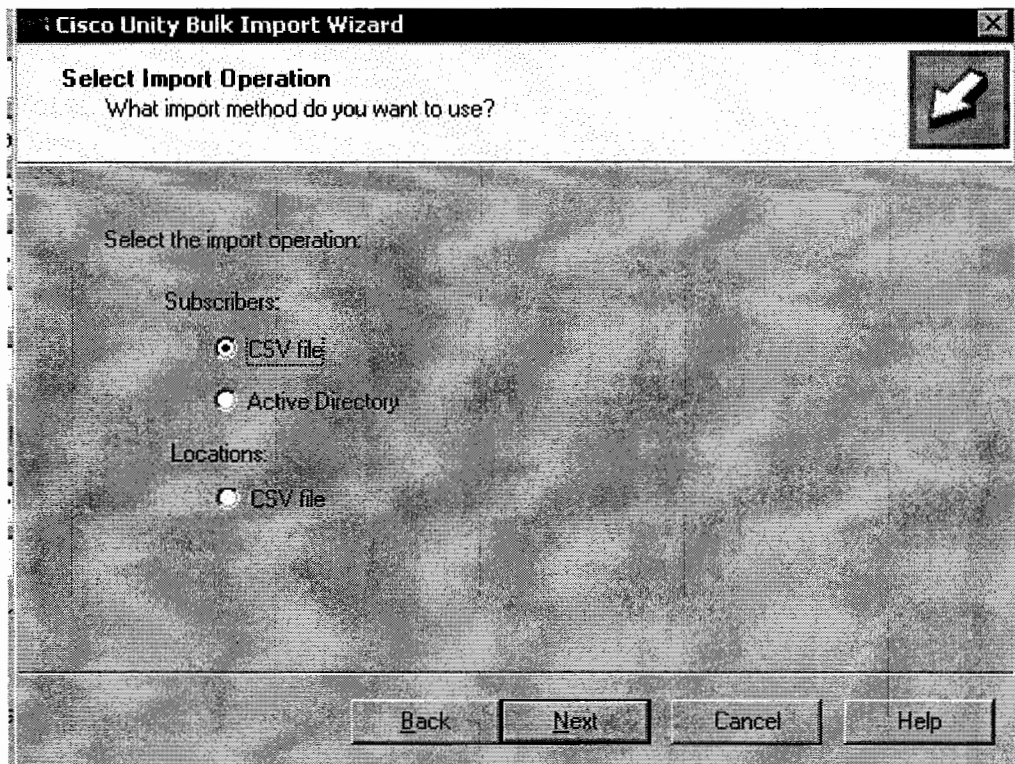 Cisco Unity Bulk Import Wizard
Select Import Operation
What import method do you want to use?
Select the import operation:
Subscribers:
CSV file
Active Directory
Locations:
CSV file
Back Next Cancel Help